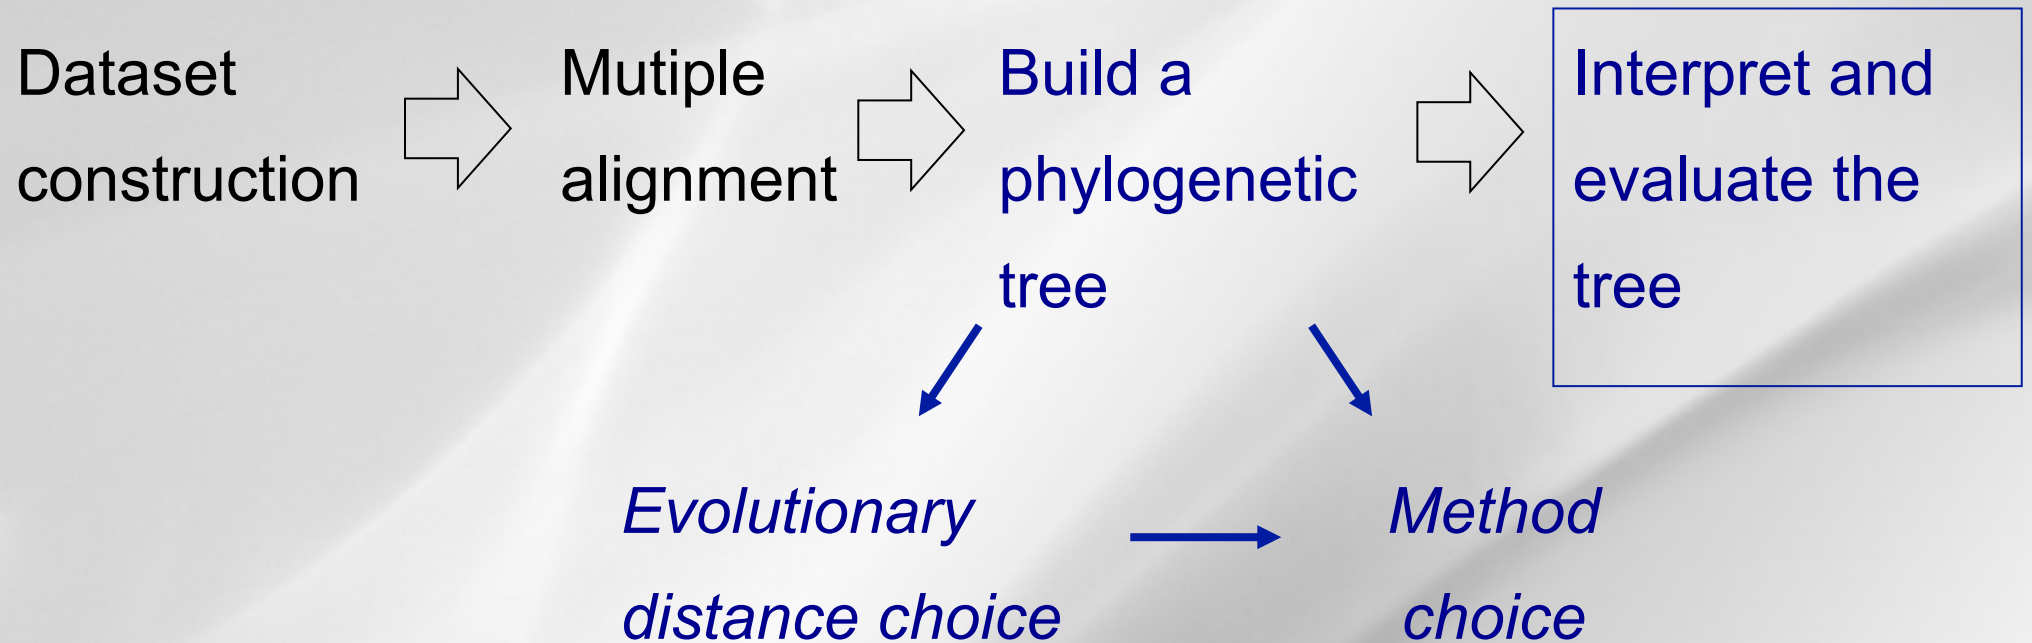 Dataset
construction
Mutiple
alignment
Build a
phylogenetic
tree
Interpret and
evaluate the
tree
Evolutionary
distance choice
Method
choice